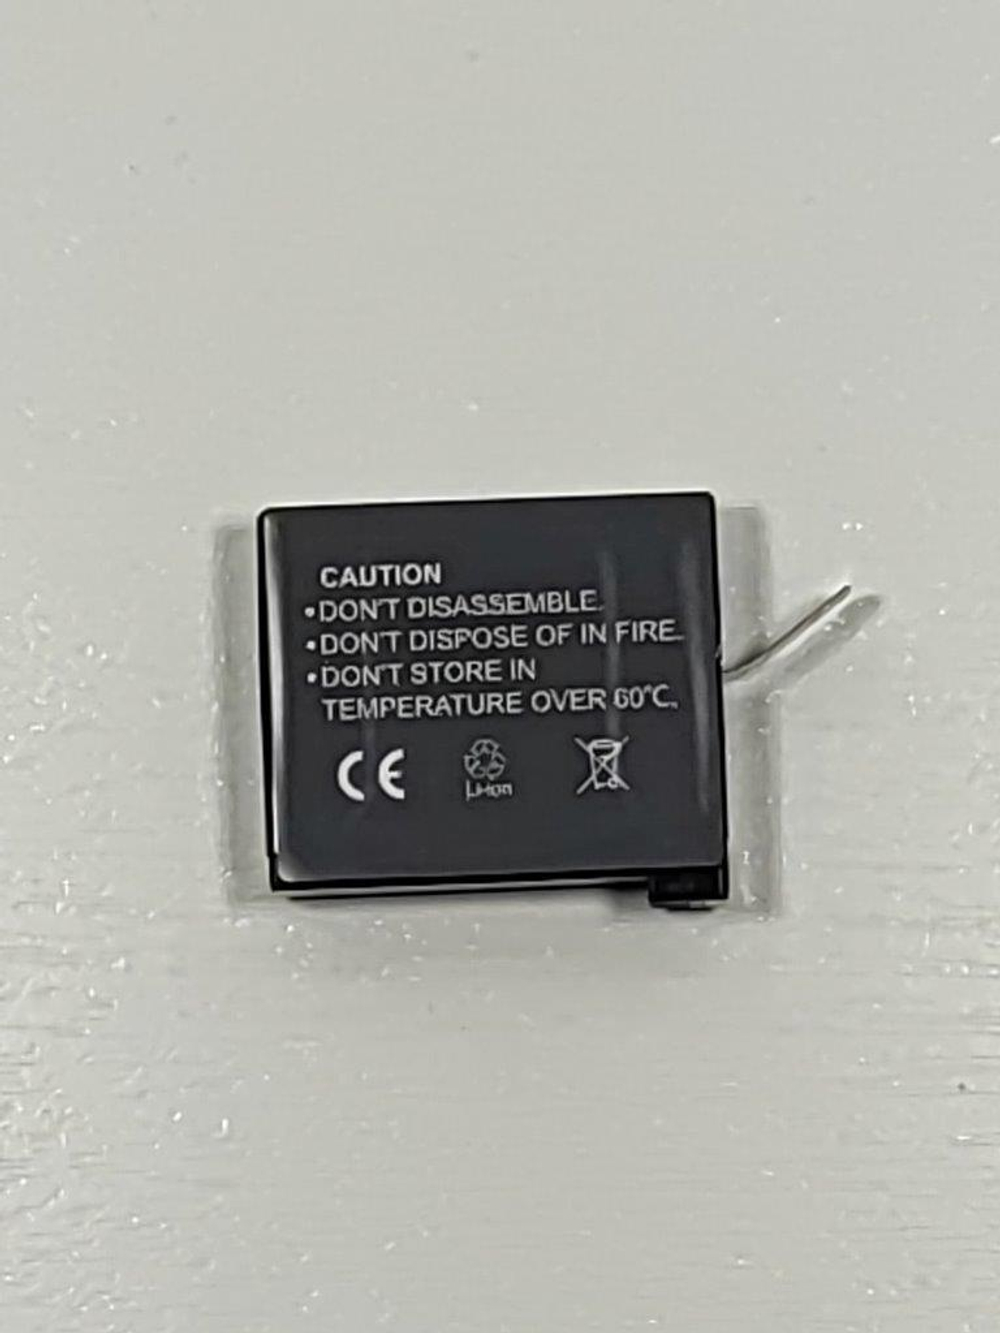 CAUTION
•DON'T DISASSEMBLE.
•DON'T DISPOSE OF IN FIRE.
•DON'T STORE IN
TEMPERATURE OVER 60°C.
CE Li-ion